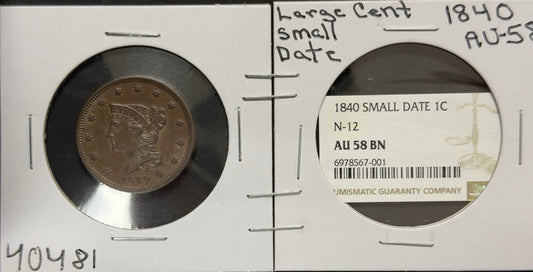 Large Cent 1840
Small AU-58
Date
1840 SMALL DATE 1C
N-12
AU 58 BN
6978567-001
UMISMATIC GUARANTY COMPANY
1840
40481